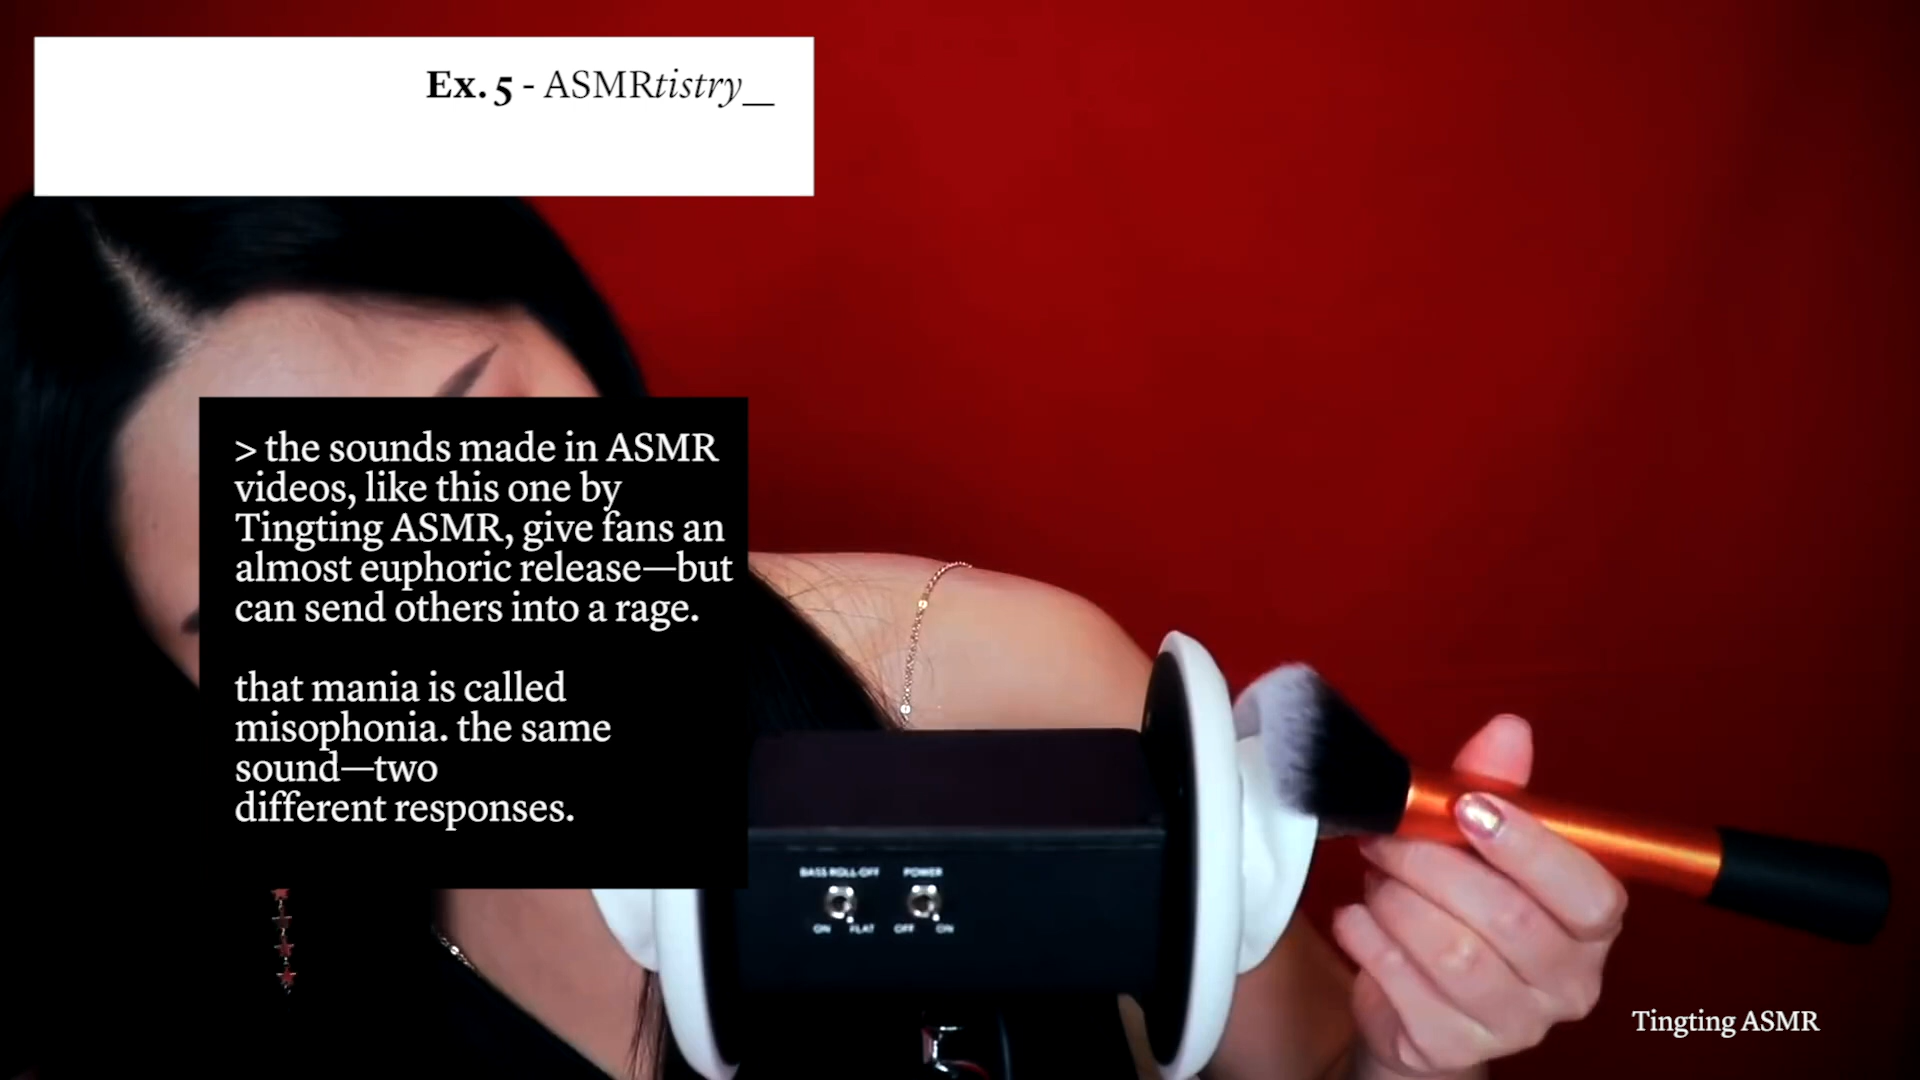 Ex. 5 - ASMRtistry_
> the sounds made in ASMR
videos, like this one by
Tingting ASMR, give fans an
almost euphoric release—but
can send others into a rage.
that mania is called
misophonia. the same
sound—two
different responses.
BASS ROLL-OFF POWER
ON FLAT OFF ON
Tingting ASMR